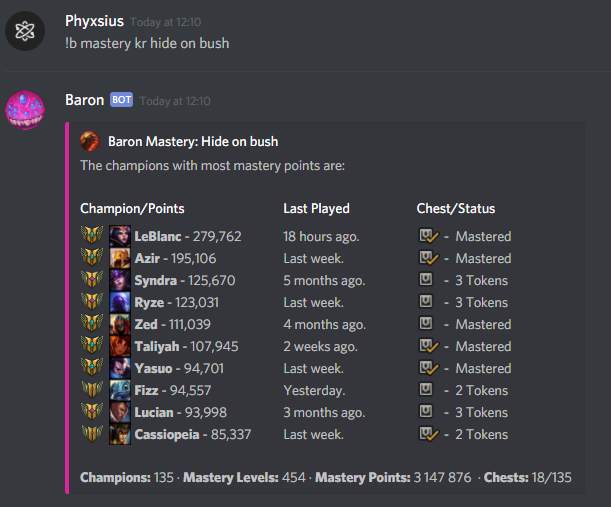 Phyxsius Today at 12:10
!b mastery kr hide on bush
Baron BOT Today at 12:10
Baron Mastery: Hide on bush
The champions with most mastery points are:
Champion/Points Last Played Chest/Status
LeBlanc - 279,762 18 hours ago. - Mastered
Azir - 195,106 Last week. - Mastered
Syndra - 125,670 5 months ago. - 3 Tokens
Ryze - 123,031 Last week. - 3 Tokens
Zed - 111,039 4 months ago. - Mastered
Taliyah - 107,945 2 weeks ago. - Mastered
Yasuo - 94,701 Last week. - Mastered
Fizz - 94,557 Yesterday. - 2 Tokens
Lucian - 93,998 3 months ago. - 3 Tokens
Cassiopeia - 85,337 Last week. - 2 Tokens
Champions: 135 · Mastery Levels: 454 · Mastery Points: 3 147 876 · Chests: 18/135